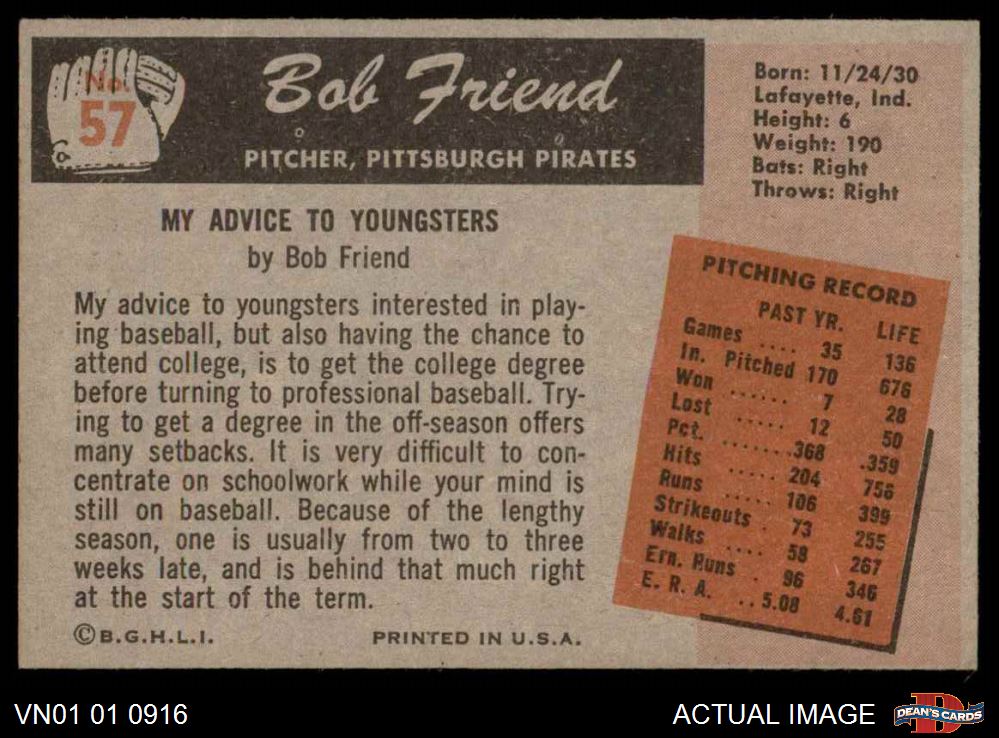 No.
57
Bob Friend
PITCHER, PITTSBURGH PIRATES
Born: 11/24/30
Lafayette, Ind.
Height: 6
Weight: 190
Bats: Right
Throws: Right
MY ADVICE TO YOUNGSTERS
by Bob Friend
My advice to youngsters interested in play-
ing baseball, but also having the chance to
attend college, is to get the college degree
before turning to professional baseball. Try-
ing to get a degree in the off-season offers
many setbacks. It is very difficult to con-
centrate on schoolwork while your mind is
still on baseball. Because of the lengthy
season, one is usually from two to three
weeks late, and is behind that much right
at the start of the term.
©B.G.H.L.I. PRINTED IN U.S.A.
PITCHING RECORD
PAST YR. LIFE
Games .... 35 136
In. Pitched 170 676
Won ...... 7 28
Lost ..... 12 50
Pct. .......368 .359
Hits ..... 204 756
Runs ..... 106 399
Strikeouts . 73 255
Walks .... 58 267
Ern. Runs . 96 346
E. R. A. .. 5.08 4.61
VN01 01 0916
ACTUAL IMAGE
DEAN'S CARDS